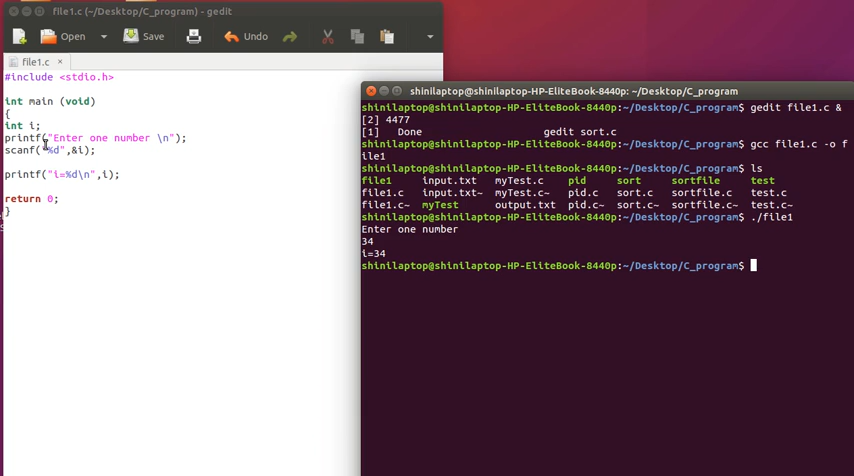 file1.c (~/Desktop/C_program) - gedit
Open Save Undo
file1.c ×
#include <stdio.h>
int main (void)
{
int i;
printf("Enter one number \n");
scanf("%d",&i);
printf("i=%d\n",i);
return 0;
}
shinilaptop@shinilaptop-HP-EliteBook-8440p: ~/Desktop/C_program
shinilaptop@shinilaptop-HP-EliteBook-8440p:~/Desktop/C_program$ gedit file1.c &
[2] 4477
[1]   Done                    gedit sort.c
shinilaptop@shinilaptop-HP-EliteBook-8440p:~/Desktop/C_program$ gcc file1.c -o f
ile1
shinilaptop@shinilaptop-HP-EliteBook-8440p:~/Desktop/C_program$ ls
file1     input.txt   myTest.c    pid     sort     sortfile     test
file1.c   input.txt~  myTest.c~   pid.c   sort.c   sortfile.c   test.c
file1.c~  myTest      output.txt  pid.c~  sort.c~  sortfile.c~  test.c~
shinilaptop@shinilaptop-HP-EliteBook-8440p:~/Desktop/C_program$ ./file1
Enter one number
34
i=34
shinilaptop@shinilaptop-HP-EliteBook-8440p:~/Desktop/C_program$